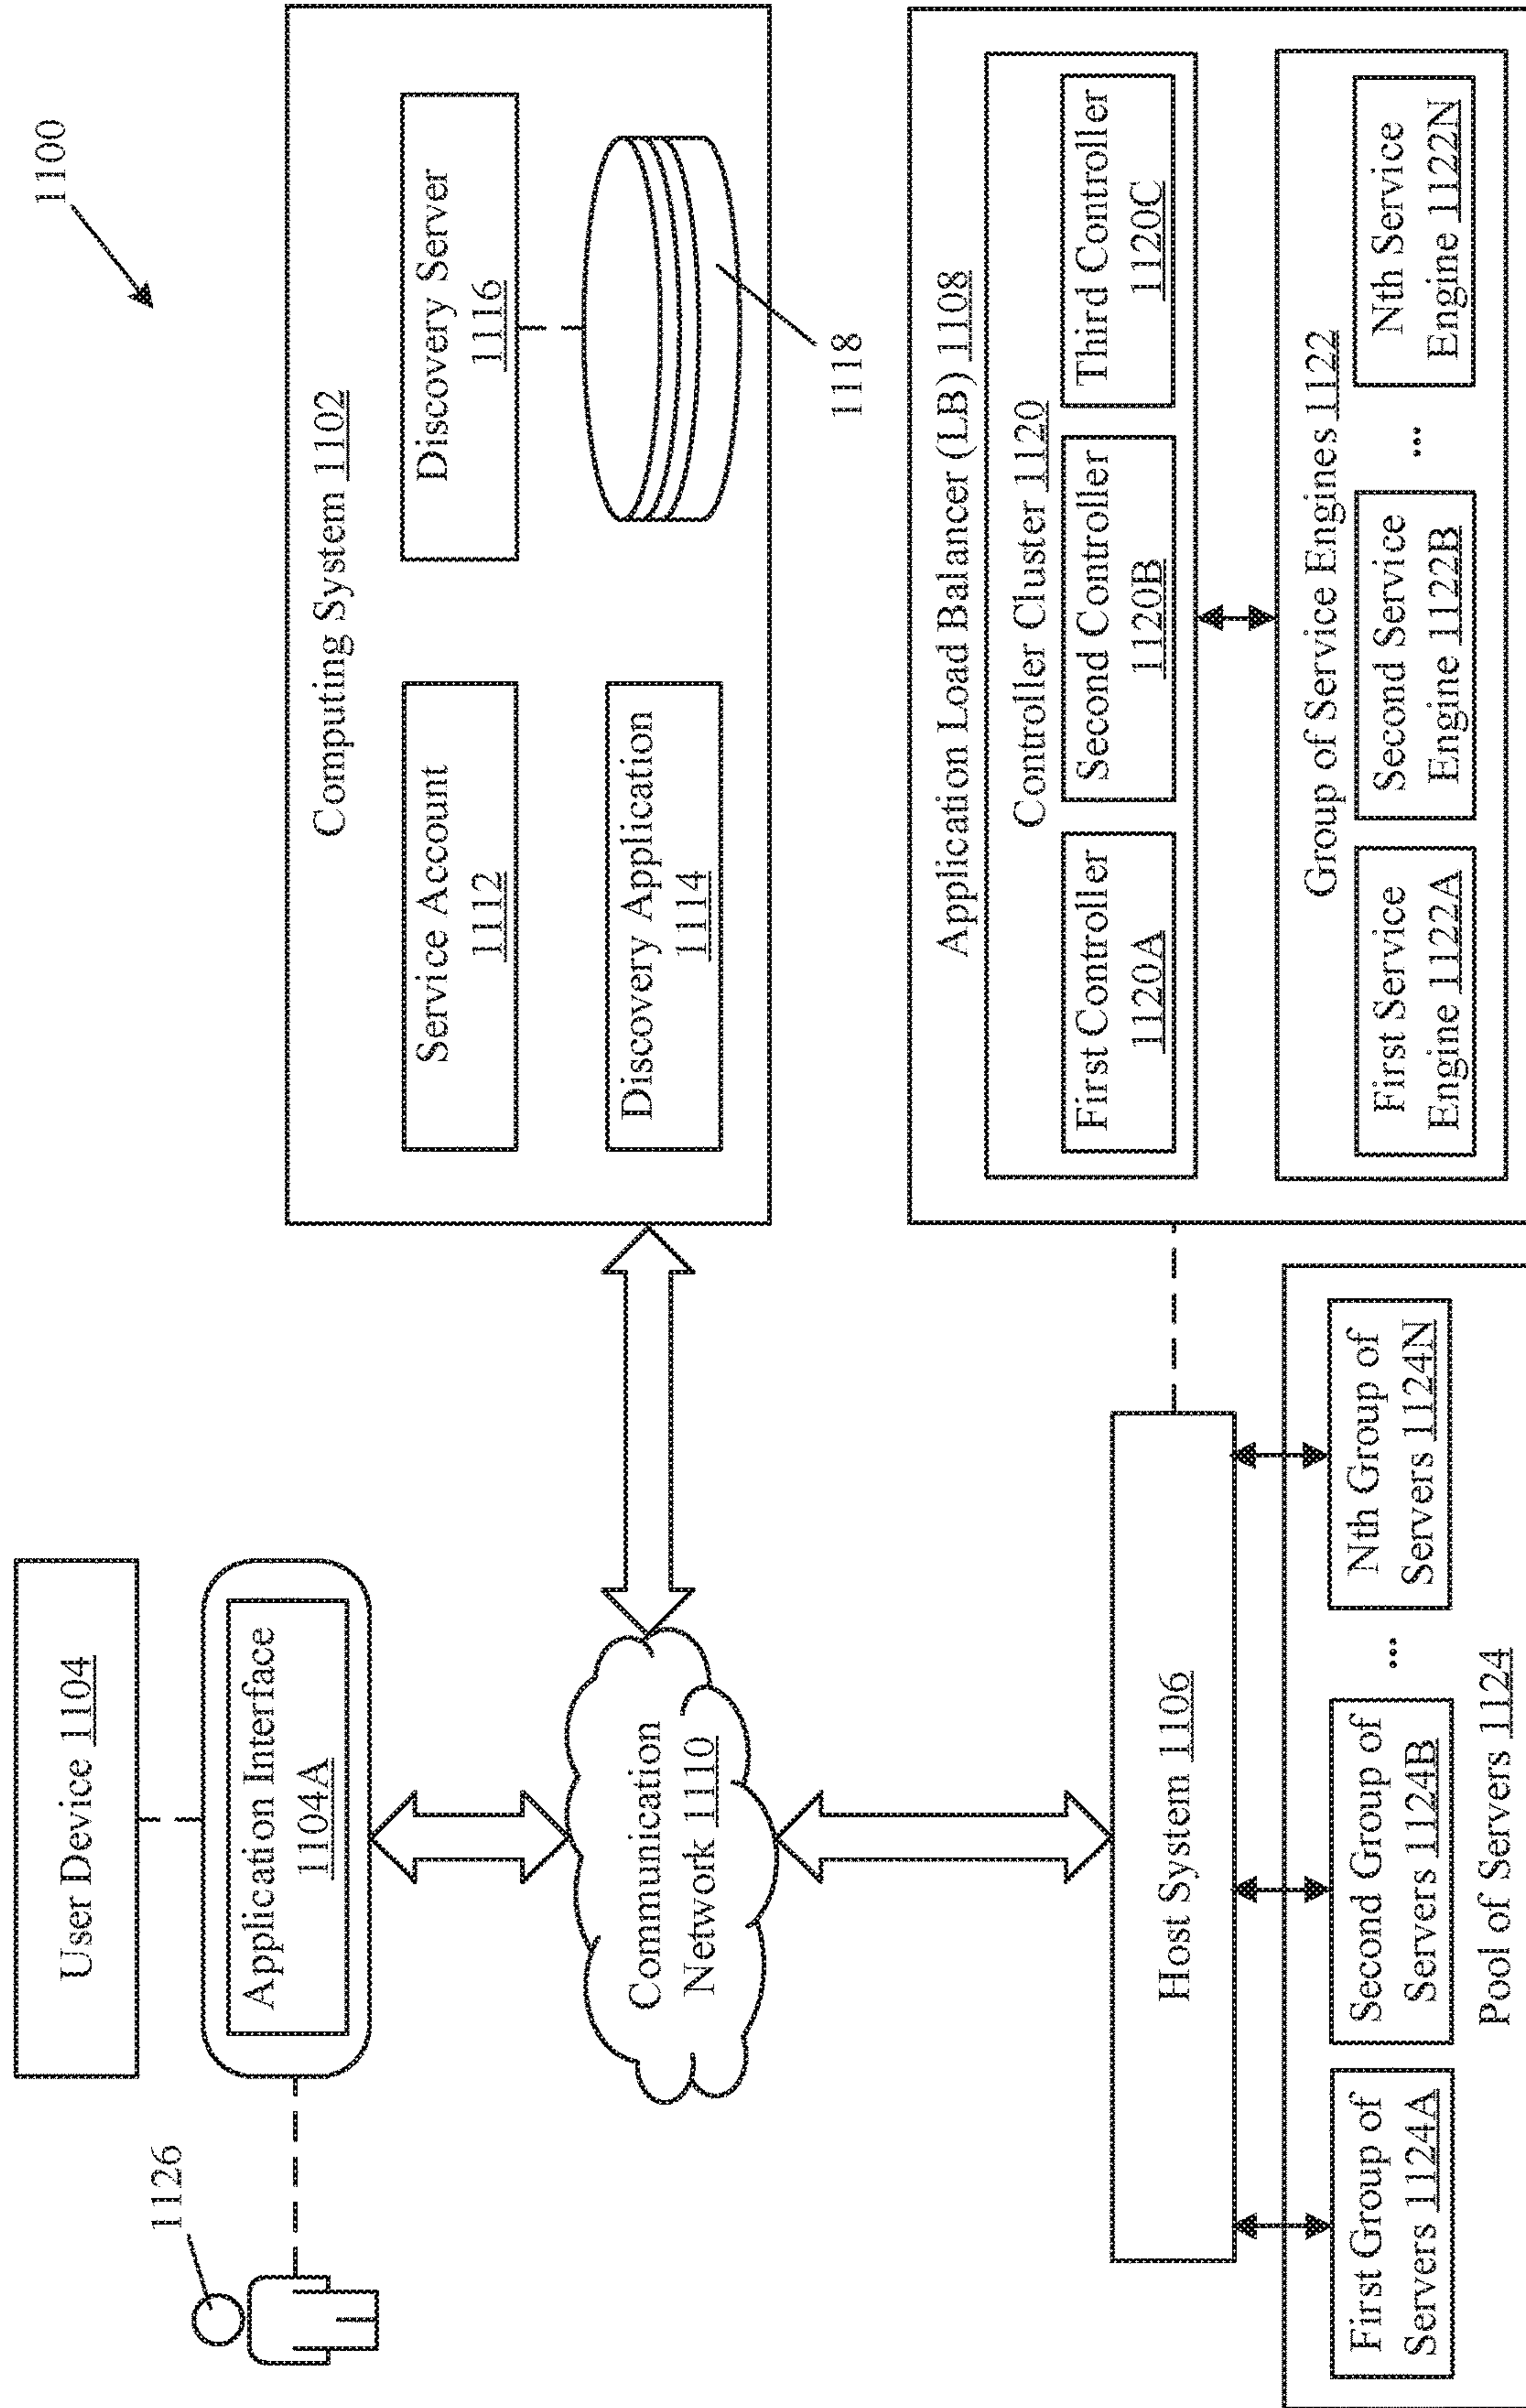 1100
User Device 1104
Application Interface
1104A
1126
Communication
Network 1110
Computing System 1102
Service Account
1112
Discovery Server
1116
Discovery Application
1114
1118
Host System 1106
First Group of
Servers 1124A
Second Group of
Servers 1124B
...
Nth Group of
Servers 1124N
Pool of Servers 1124
Application Load Balancer (LB) 1108
Controller Cluster 1120
First Controller
1120A
Second Controller
1120B
Third Controller
1120C
Group of Service Engines 1122
First Service
Engine 1122A
Second Service
Engine 1122B
...
Nth Service
Engine 1122N